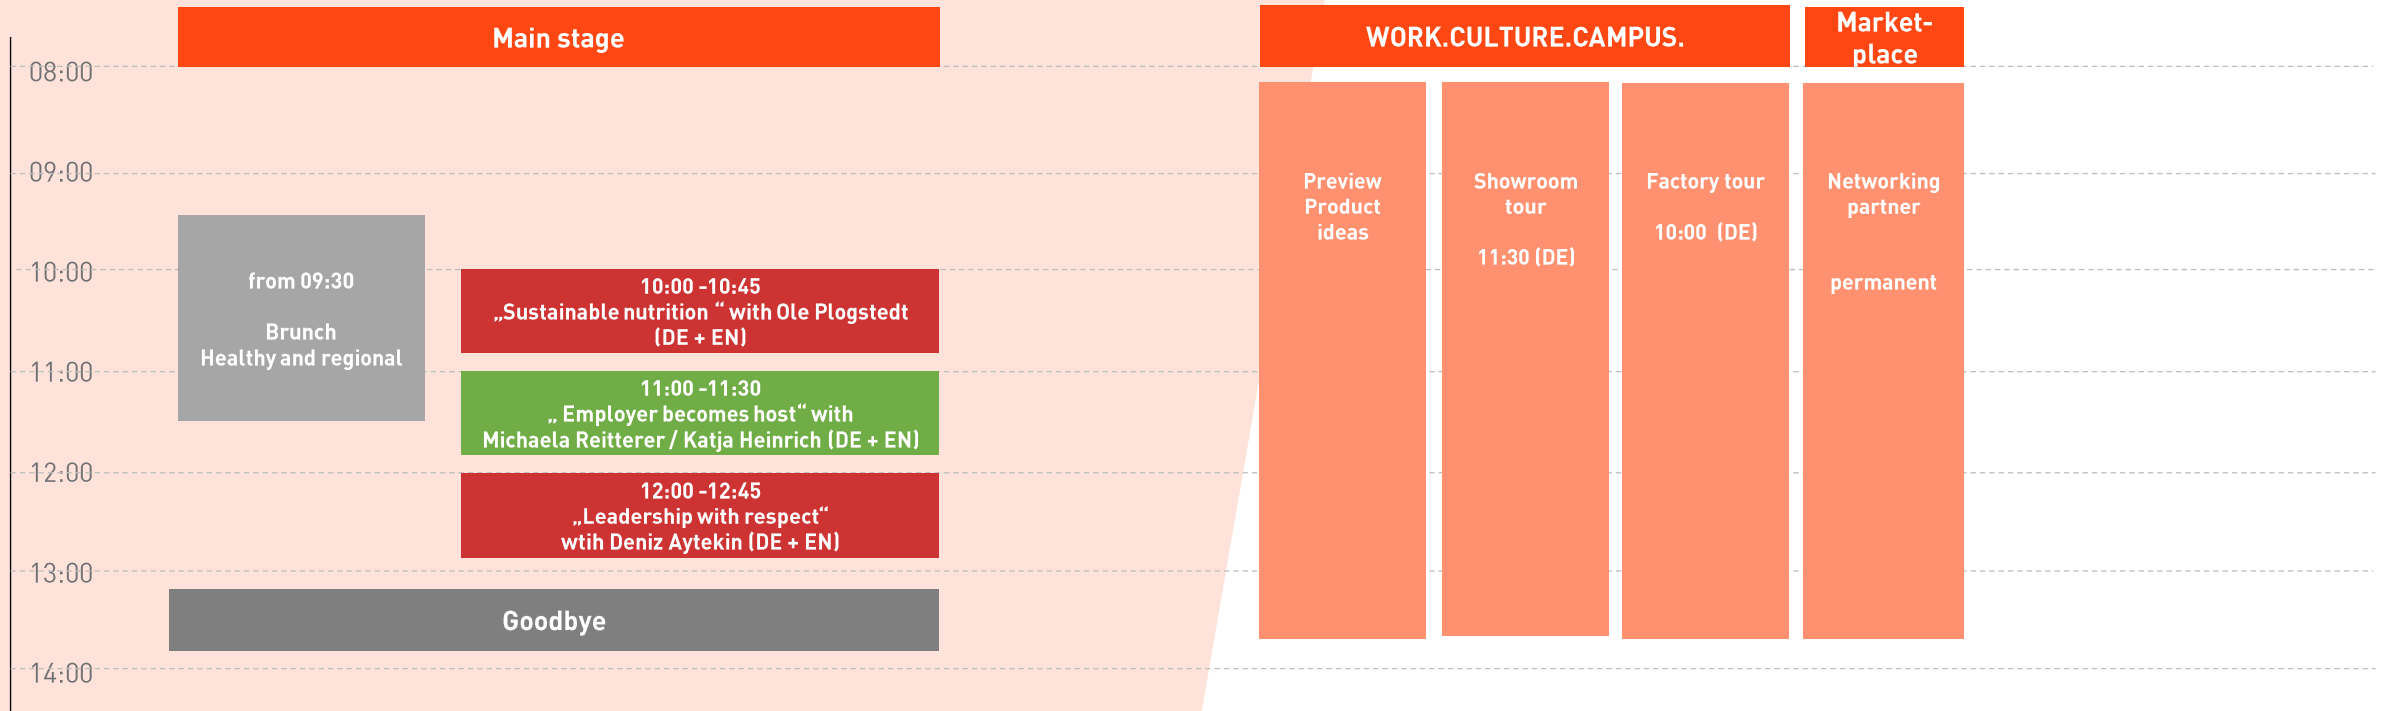 Main stage
WORK.CULTURE.CAMPUS.
Market-
place
08:00
09:00
10:00
11:00
12:00
13:00
14:00
from 09:30
Brunch
Healthy and regional
10:00 -10:45
„Sustainable nutrition “ with Ole Plogstedt
(DE + EN)
11:00 -11:30
„ Employer becomes host“ with
Michaela Reitterer / Katja Heinrich (DE + EN)
12:00 -12:45
„Leadership with respect“
wtih Deniz Aytekin (DE + EN)
Goodbye
Preview
Product
ideas
Showroom
tour
11:30 (DE)
Factory tour
10:00 (DE)
Networking
partner
permanent